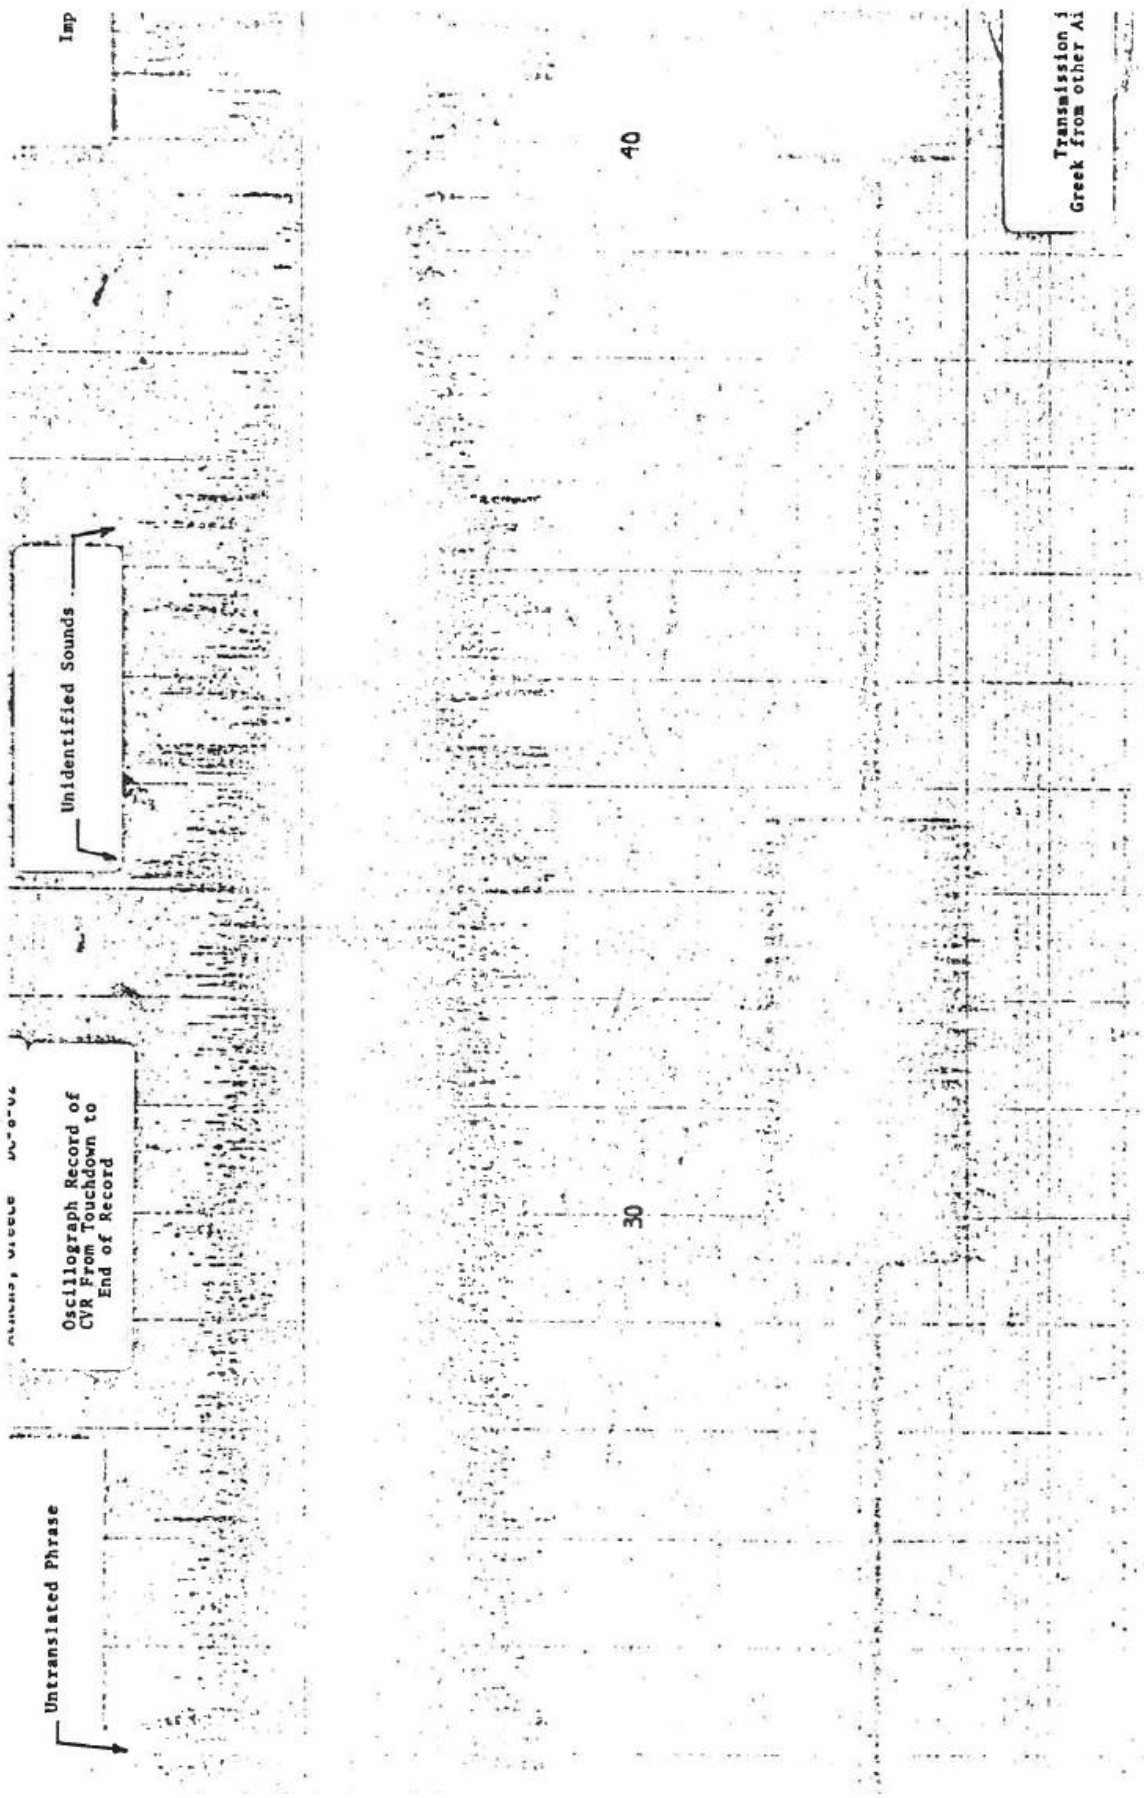 Untranslated Phrase
Oscillograph Record of
CVR From Touchdown to
End of Record
Unidentified Sounds
Imp
30
40
Transmission i
Greek from other Ai